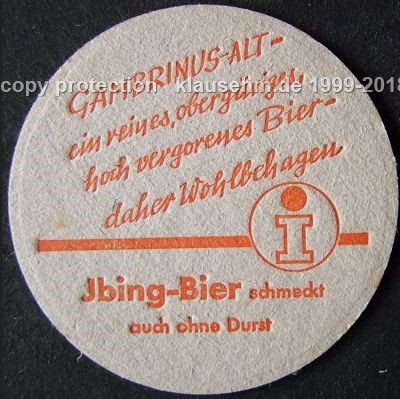 GAMBRINUS-ALT-
copy protection klausehm.de 1999-2018
ein reines, obergäriges,
hoch vergorenes Bier-
daher Wohlbehagen
i
Jbing-Bier schmeckt
auch ohne Durst